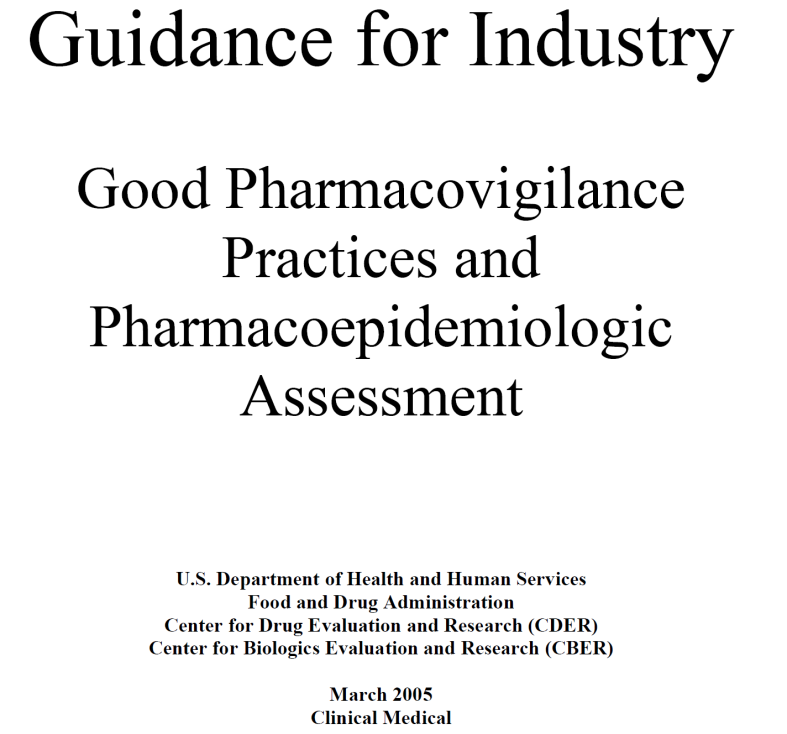 Guidance for Industry
Good Pharmacovigilance
Practices and
Pharmacoepidemiologic
Assessment
U.S. Department of Health and Human Services
Food and Drug Administration
Center for Drug Evaluation and Research (CDER)
Center for Biologics Evaluation and Research (CBER)
March 2005
Clinical Medical